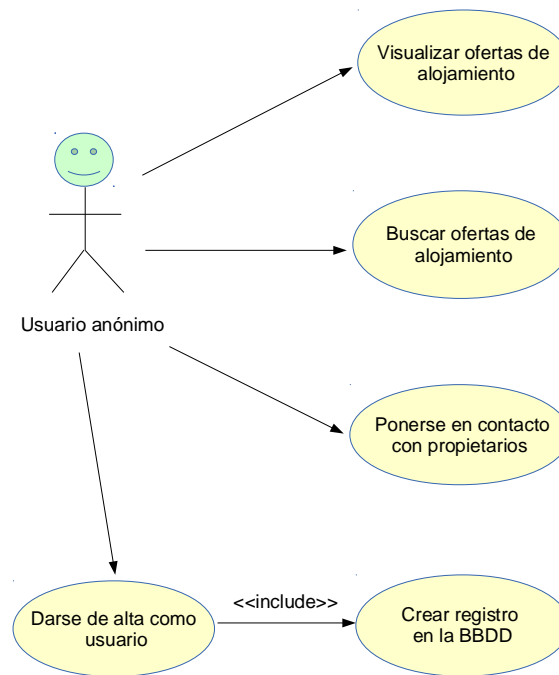 Visualizar ofertas de
alojamiento
Buscar ofertas de
alojamiento
Usuario anónimo
Ponerse en contacto
con propietarios
Darse de alta como
usuario
<<include>>
Crear registro
en la BBDD